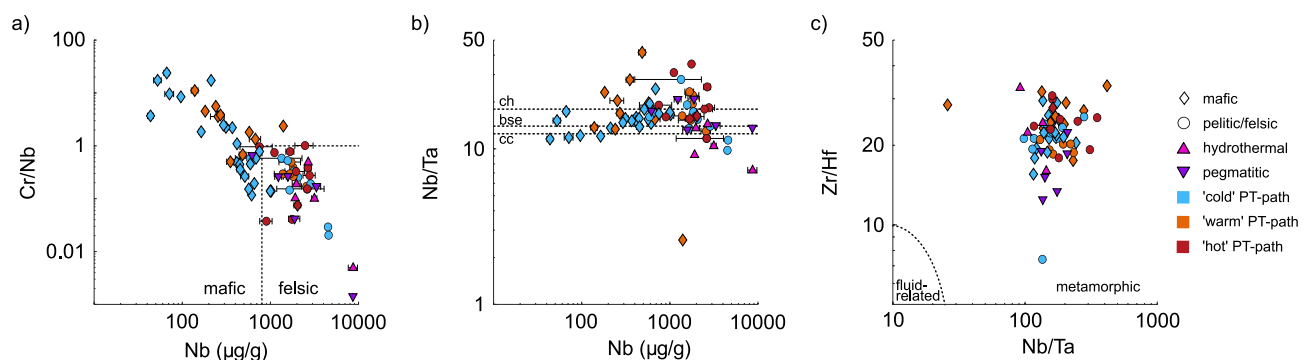 a)
100
1
0.01
Cr/Nb
mafic
felsic
100
1000
10000
Nb (µg/g)
b)
50
10
1
Nb/Ta
ch
bse
cc
100
1000
10000
Nb (µg/g)
c)
50
40
30
20
10
Zr/Hf
fluid-
related
metamorphic
10
100
1000
Nb/Ta
mafic
pelitic/felsic
hydrothermal
pegmatitic
'cold' PT-path
'warm' PT-path
'hot' PT-path